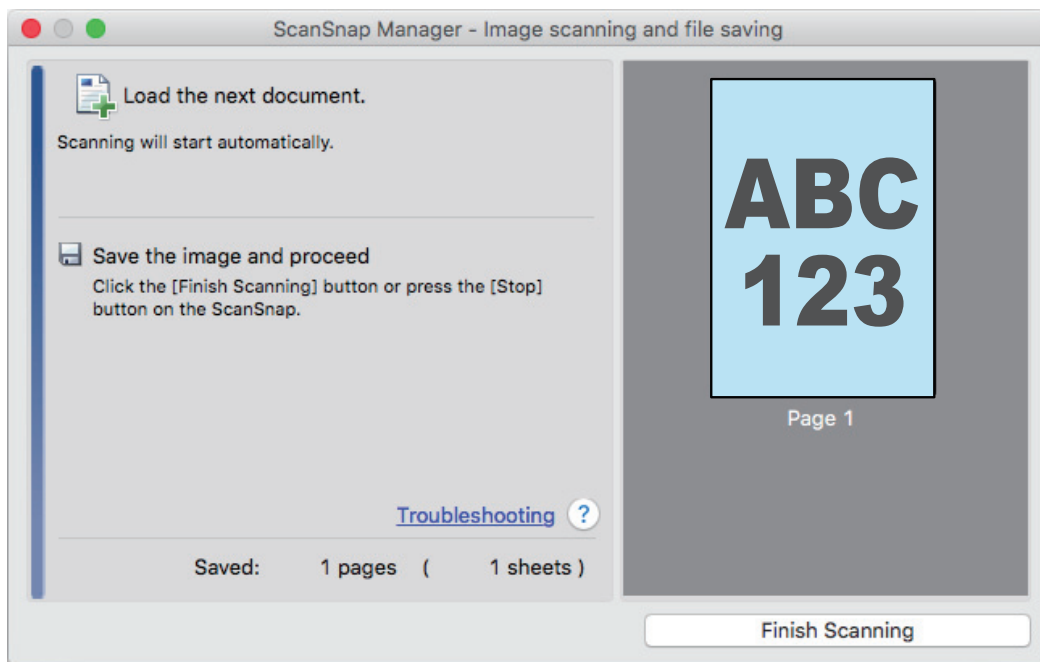 ScanSnap Manager - Image scanning and file saving
Load the next document.
Scanning will start automatically.
Save the image and proceed
Click the [Finish Scanning] button or press the [Stop]
button on the ScanSnap.
Troubleshooting ?
Saved: 1 pages ( 1 sheets )
ABC
123
Page 1
Finish Scanning